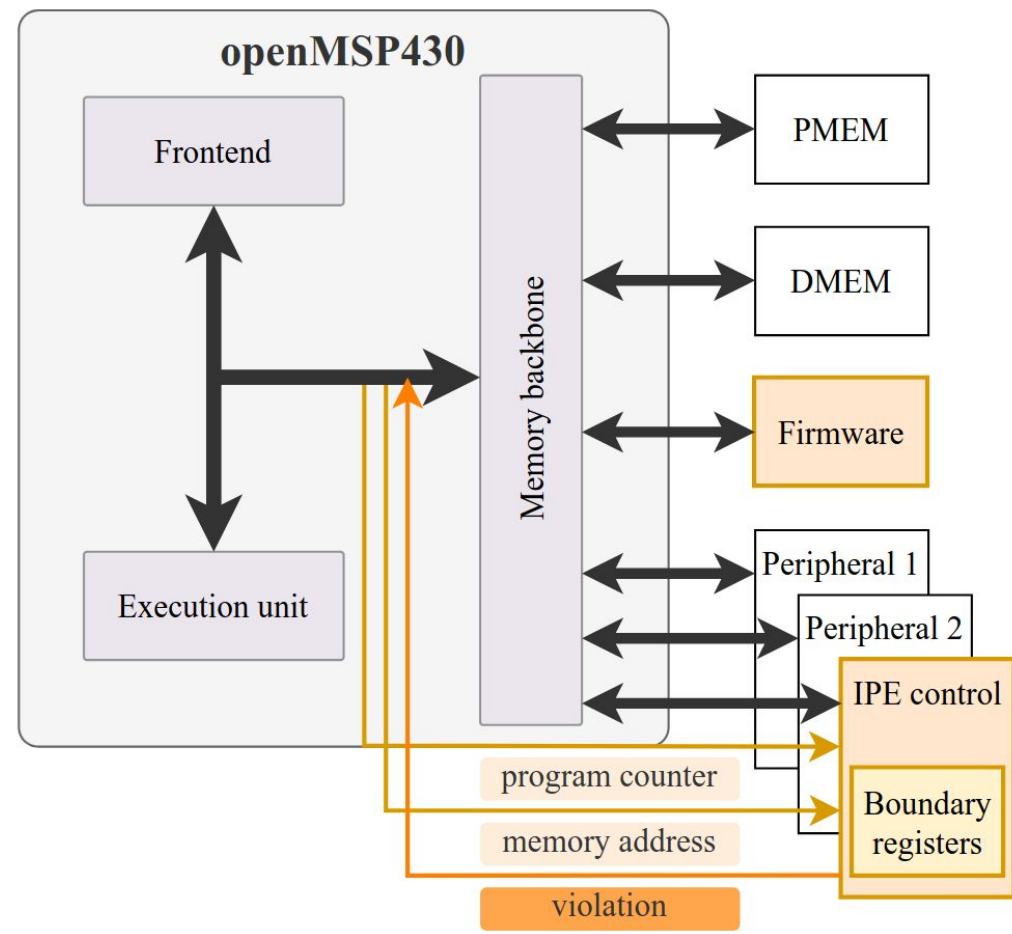 openMSP430
Frontend
Execution unit
Memory backbone
PMEM
DMEM
Firmware
Peripheral 1
Peripheral 2
IPE control
Boundary
registers
program counter
memory address
violation